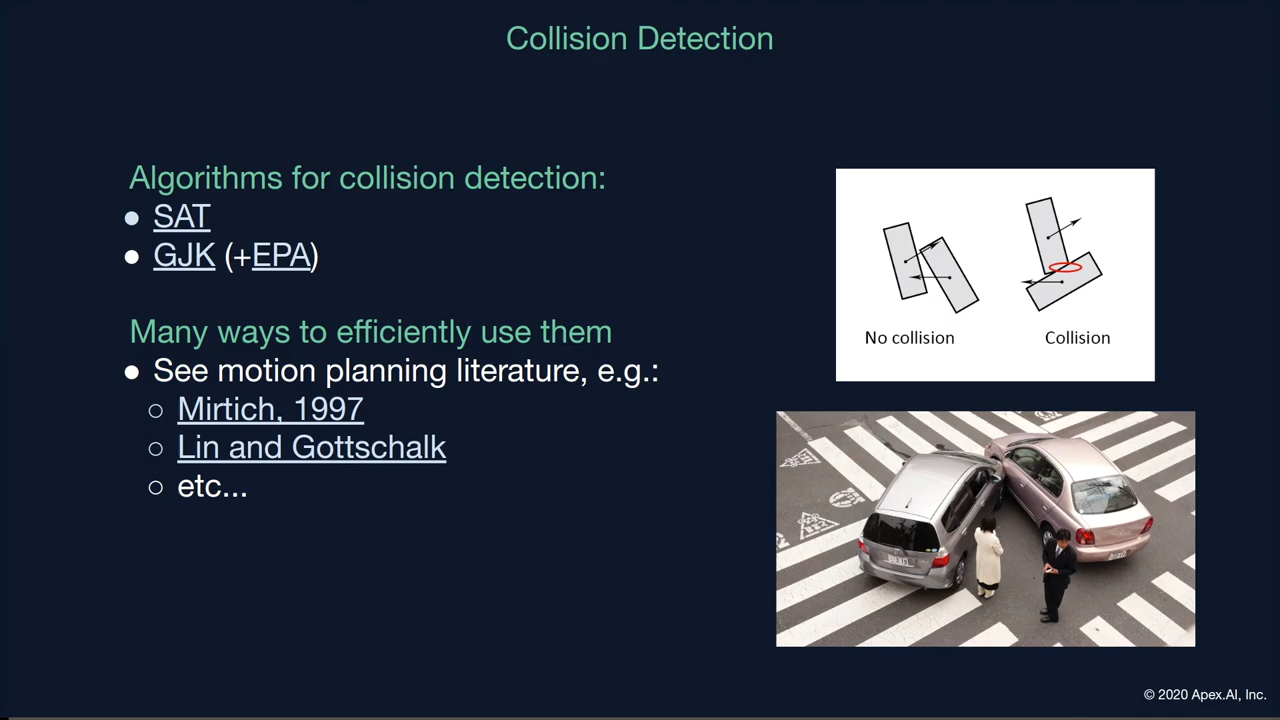 Collision Detection
Algorithms for collision detection:
● SAT
● GJK (+EPA)
Many ways to efficiently use them
● See motion planning literature, e.g.:
○ Mirtich, 1997
○ Lin and Gottschalk
○ etc...
No collision
Collision
© 2020 Apex.AI, Inc.